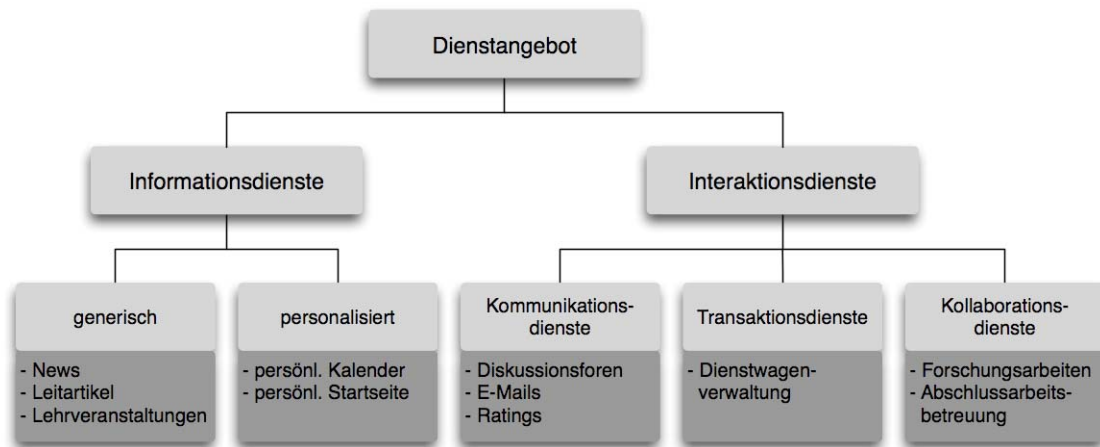 Dienstangebot
Informationsdienste
Interaktionsdienste
generisch
- News
- Leitartikel
- Lehrveranstaltungen
personalisiert
- persönl. Kalender
- persönl. Startseite
Kommunikations-
dienste
- Diskussionsforen
- E-Mails
- Ratings
Transaktionsdienste
- Dienstwagen-
verwaltung
Kollaborations-
dienste
- Forschungsarbeiten
- Abschlussarbeits-
betreuung